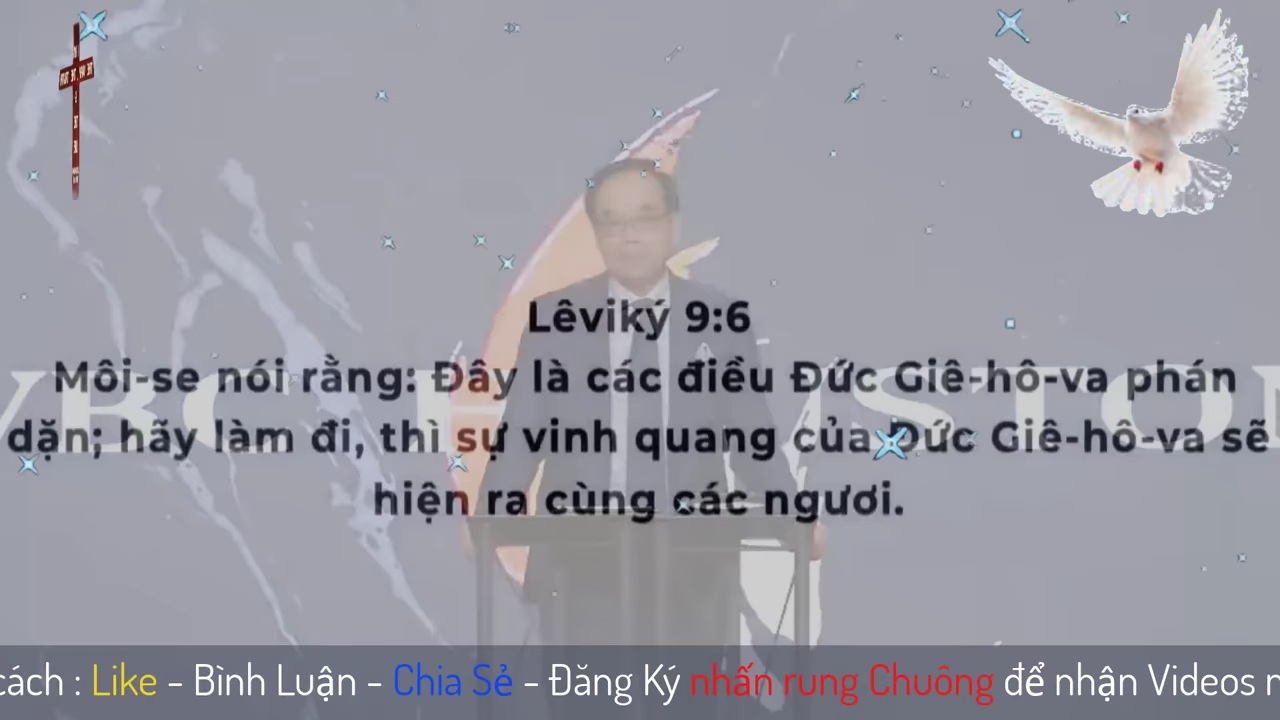 Lêviký 9:6
Môi-se nói rằng: Đây là các điều Đức Giê-hô-va phán
dặn; hãy làm đi, thì sự vinh quang của Đức Giê-hô-va sẽ
hiện ra cùng các ngươi.
cách : Like - Bình Luận - Chia Sẻ - Đăng Ký nhấn rung Chuông để nhận Videos